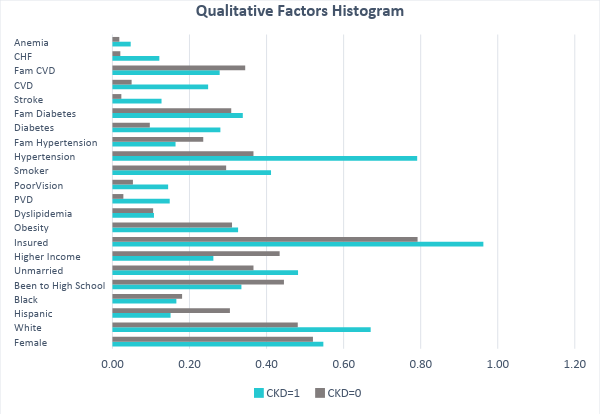 Qualitative Factors Histogram
Anemia
CHF
Fam CVD
CVD
Stroke
Fam Diabetes
Diabetes
Fam Hypertension
Hypertension
Smoker
PoorVision
PVD
Dyslipidemia
Obesity
Insured
Higher Income
Unmarried
Been to High School
Black
Hispanic
White
Female
0.00 0.20 0.40 0.60 0.80 1.00 1.20
CKD=1 CKD=0